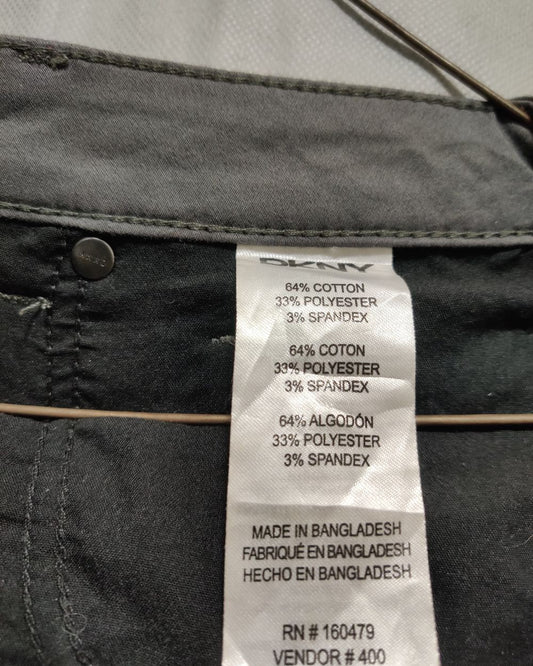 DKNY
64% COTTON
33% POLYESTER
3% SPANDEX
64% COTON
33% POLYESTER
3% SPANDEX
64% ALGODÓN
33% POLYESTER
3% SPANDEX
MADE IN BANGLADESH
FABRIQUÉ EN BANGLADESH
HECHO EN BANGLADESH
RN # 160479
VENDOR # 400